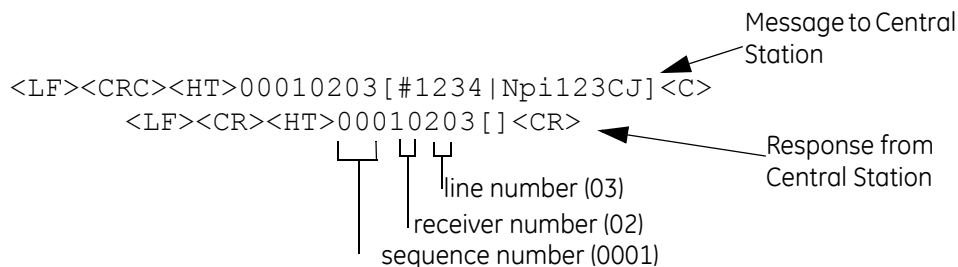 Message to Central
Station
<LF><CRC><HT>00010203[#1234|Npi123CJ]<C>
<LF><CR><HT>00010203[]<CR>
Response from
Central Station
line number (03)
receiver number (02)
sequence number (0001)